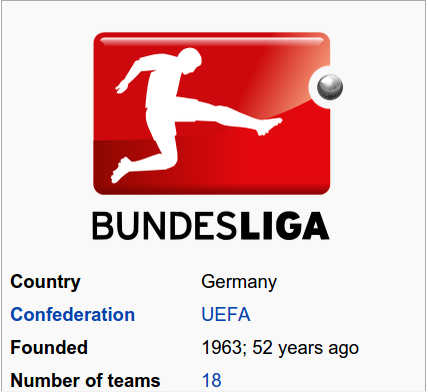 BUNDESLIGA
Country Germany
Confederation UEFA
Founded 1963; 52 years ago
Number of teams 18